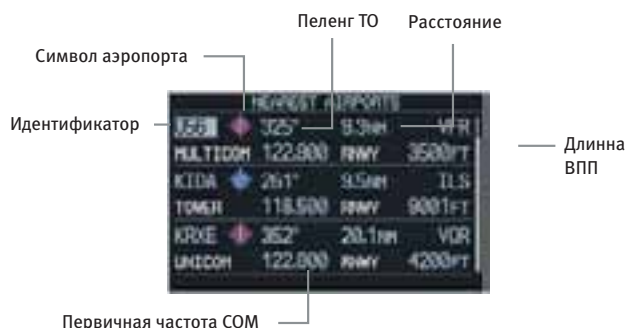 Пеленг TO
Расстояние
Символ аэропорта
Идентификатор
NEAREST AIRPORTS
U56 325° 9.3NM VFR
MULTICOM 122.900 RNWY 3500FT
KIDA 261° 9.5NM ILS
TOWER 118.500 RNWY 9001FT
KRXE 352° 20.1NM VOR
UNICOM 122.800 RNWY 4200FT
Длинна
ВПП
Первичная частота COM